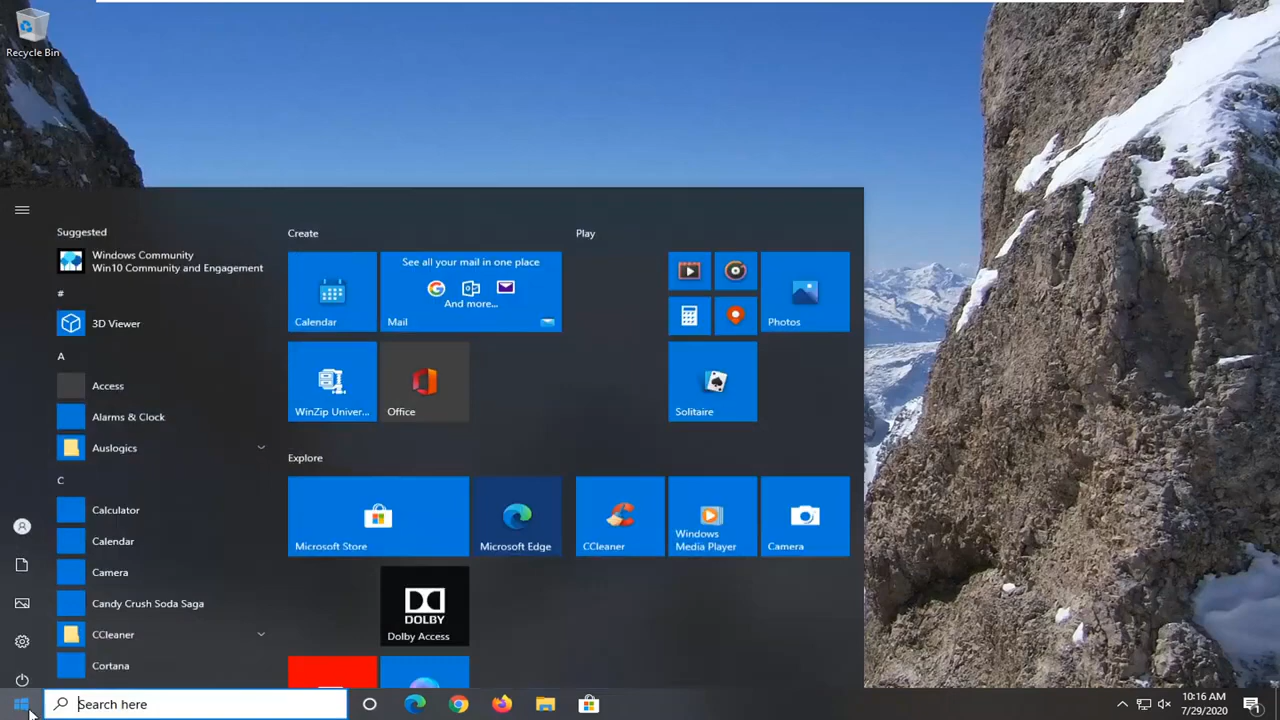 Recycle Bin
Suggested
Windows Community
Win10 Community and Engagement
#
3D Viewer
A
Access
Alarms & Clock
Auslogics
C
Calculator
Calendar
Camera
Candy Crush Soda Saga
CCleaner
Cortana
Create
See all your mail in one place
And more...
Calendar
Mail
WinZip Univer...
Office
Explore
Microsoft Store
Microsoft Edge
DOLBY
Dolby Access
Play
Photos
Solitaire
CCleaner
Windows
Media Player
Camera
Search here
10:16 AM
7/29/2020
1